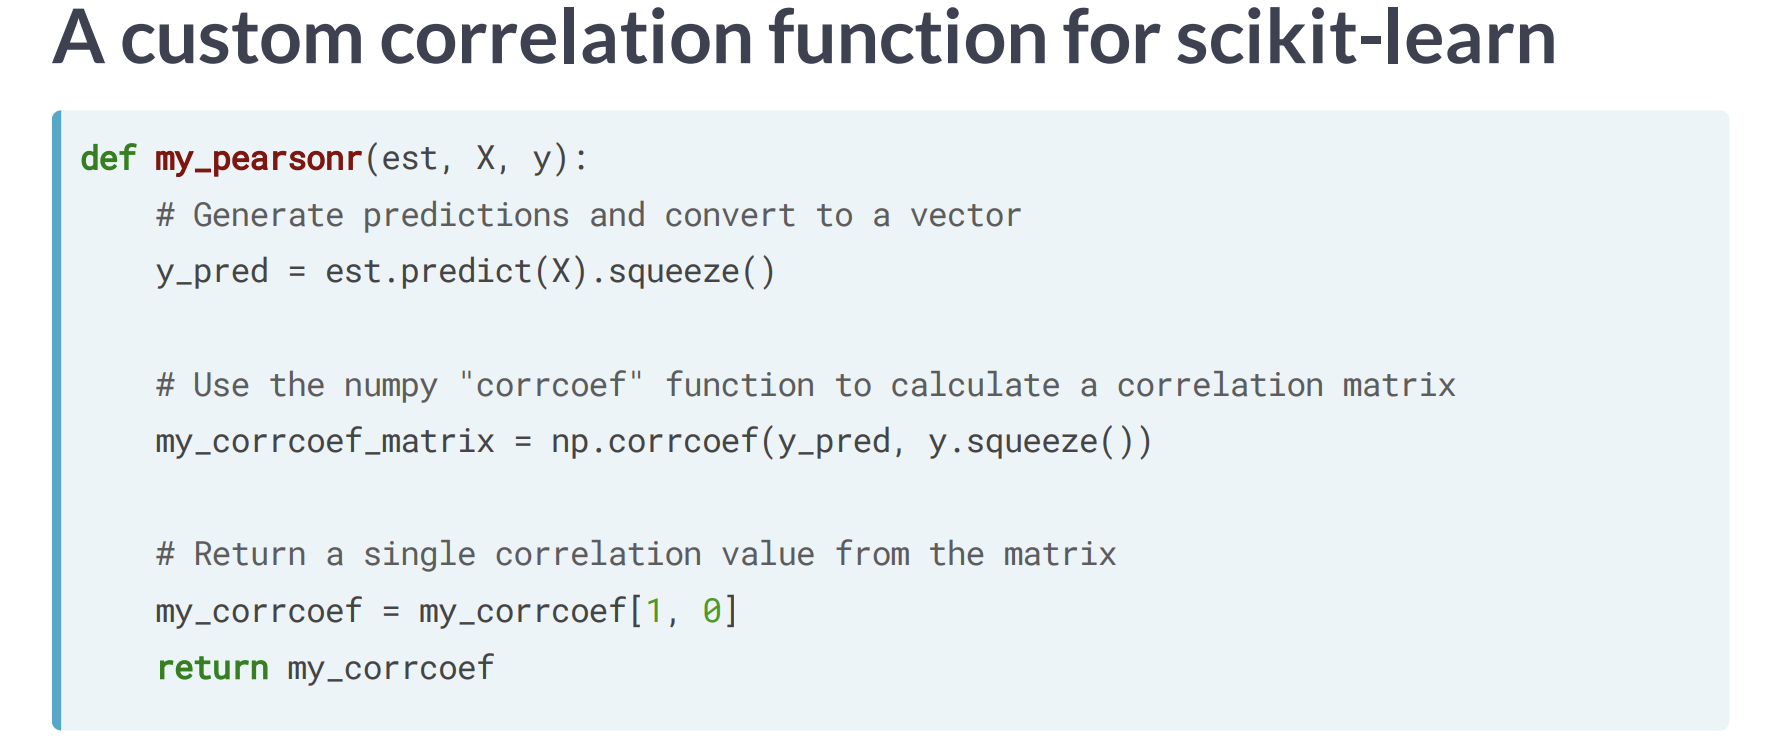 A custom correlation function for scikit-learn
def my_pearsonr(est, X, y):
    # Generate predictions and convert to a vector
    y_pred = est.predict(X).squeeze()
    # Use the numpy "corrcoef" function to calculate a correlation matrix
    my_corrcoef_matrix = np.corrcoef(y_pred, y.squeeze())
    # Return a single correlation value from the matrix
    my_corrcoef = my_corrcoef[1, 0]
    return my_corrcoef